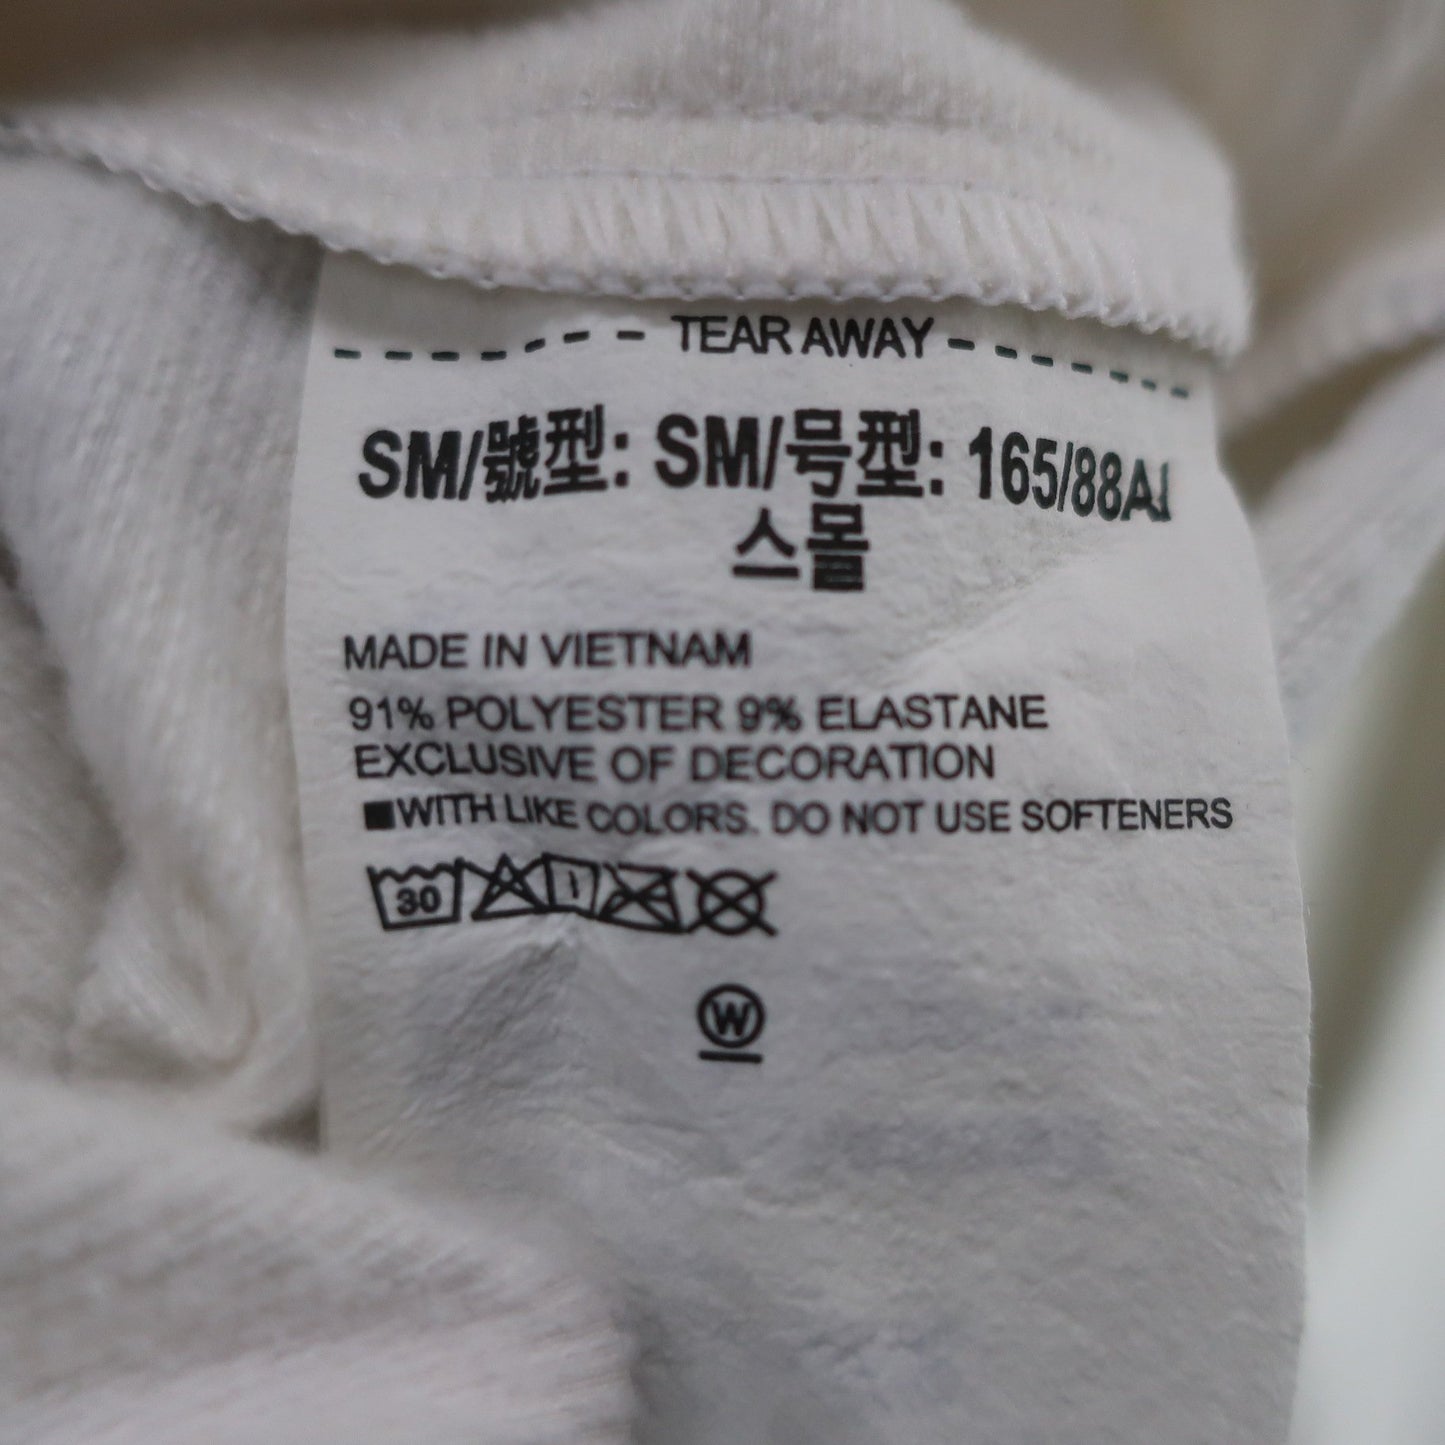 TEAR AWAY
SM/號型: SM/号型: 165/88A
스몰
MADE IN VIETNAM
91% POLYESTER 9% ELASTANE
EXCLUSIVE OF DECORATION
■WITH LIKE COLORS. DO NOT USE SOFTENERS
30
W